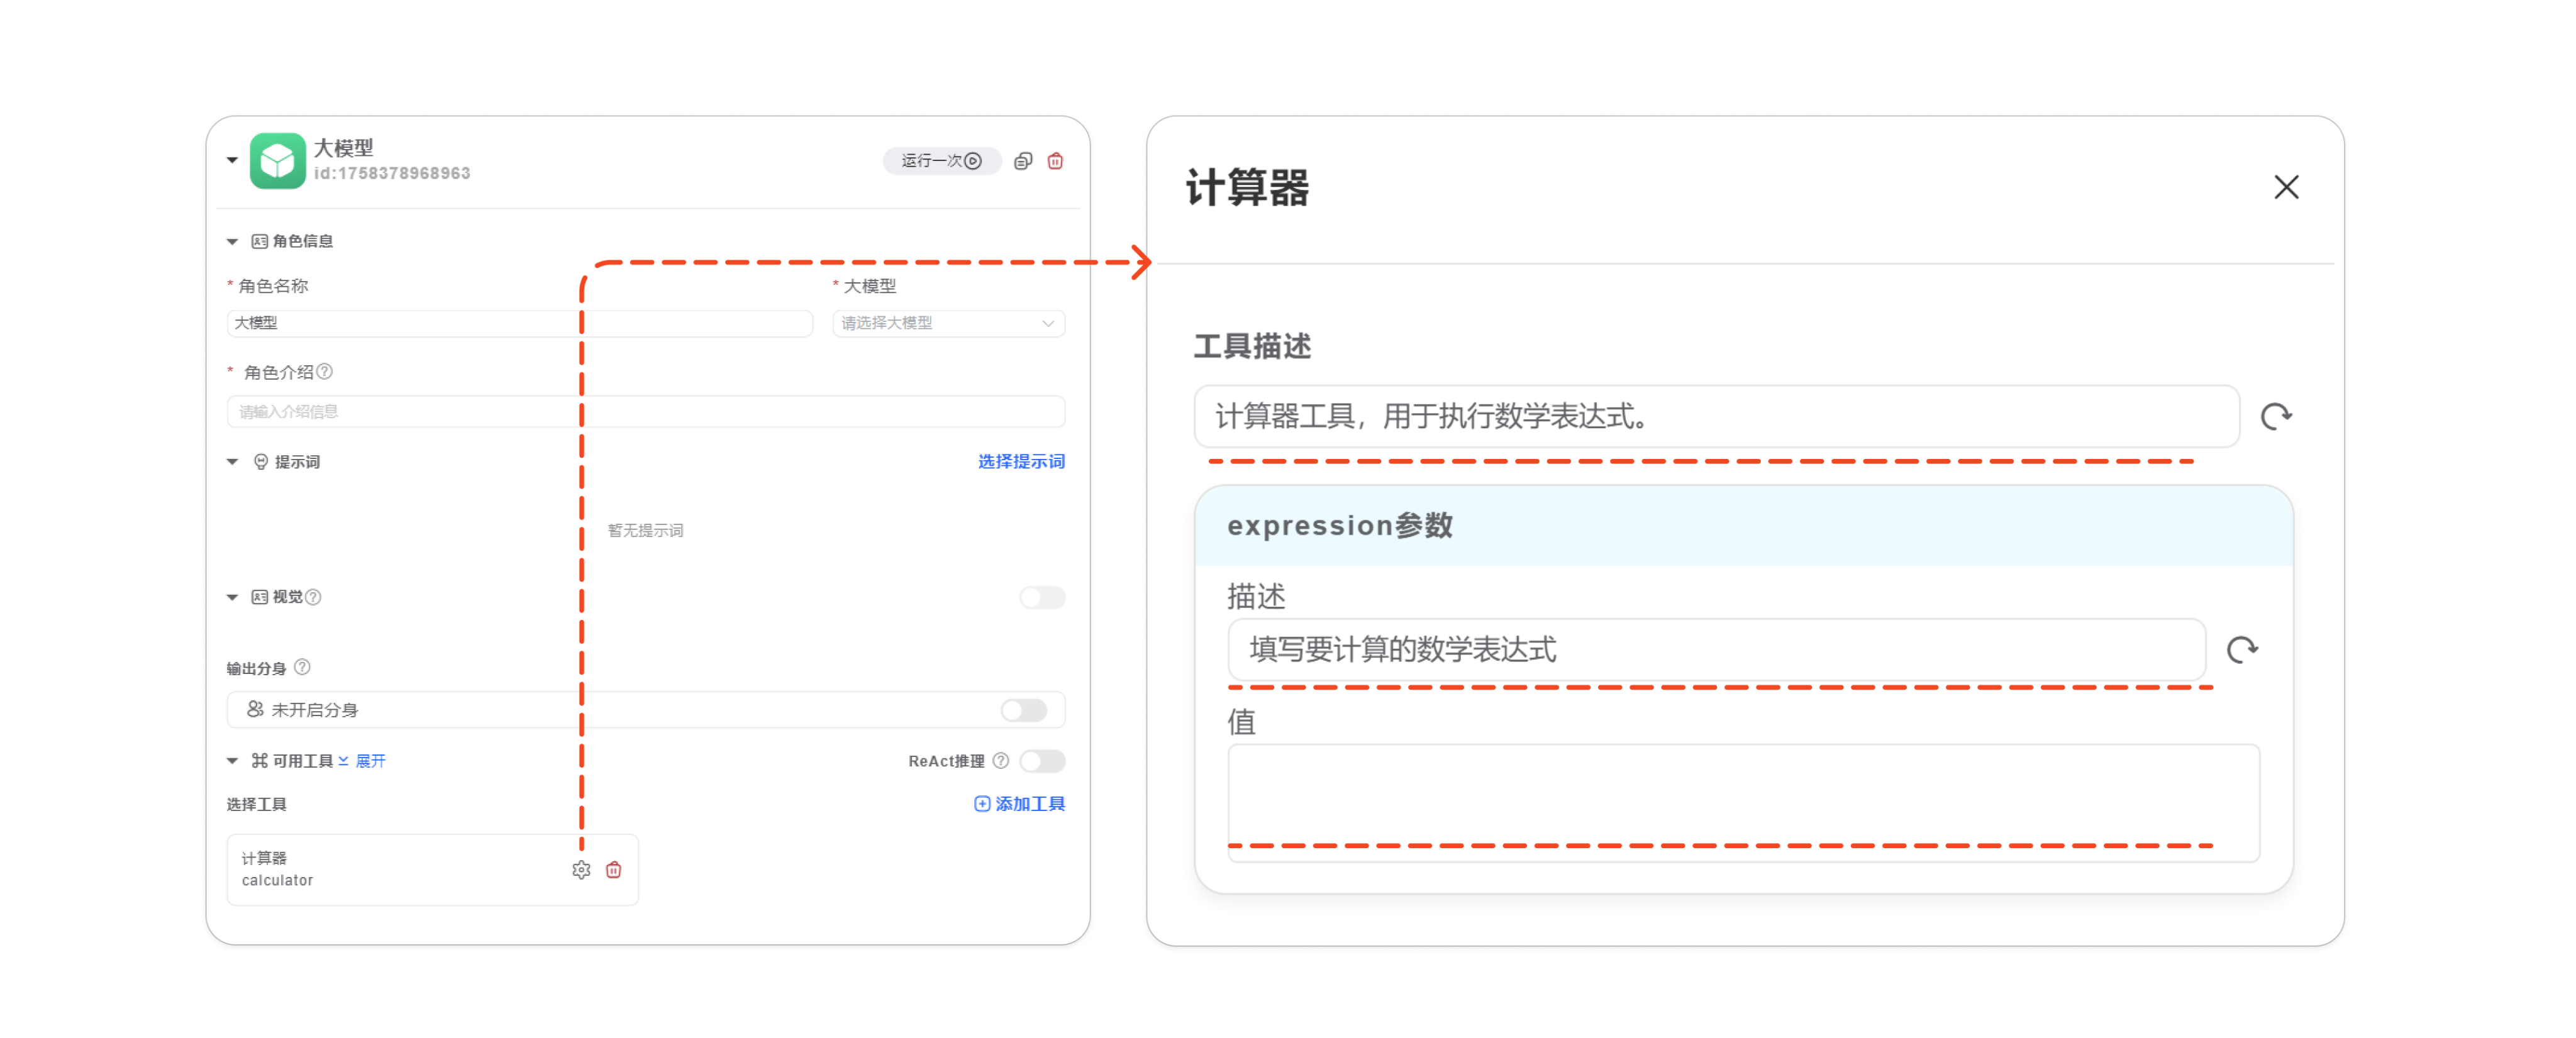 大模型
id:1758378968963
运行一次
角色信息
* 角色名称
* 大模型
大模型
请选择大模型
* 角色介绍
请输入介绍信息
提示词
选择提示词
暂无提示词
视觉
输出分身
未开启分身
可用工具 展开
ReAct推理
选择工具
添加工具
计算器
calculator
计算器
工具描述
计算器工具，用于执行数学表达式。
expression参数
描述
填写要计算的数学表达式
值